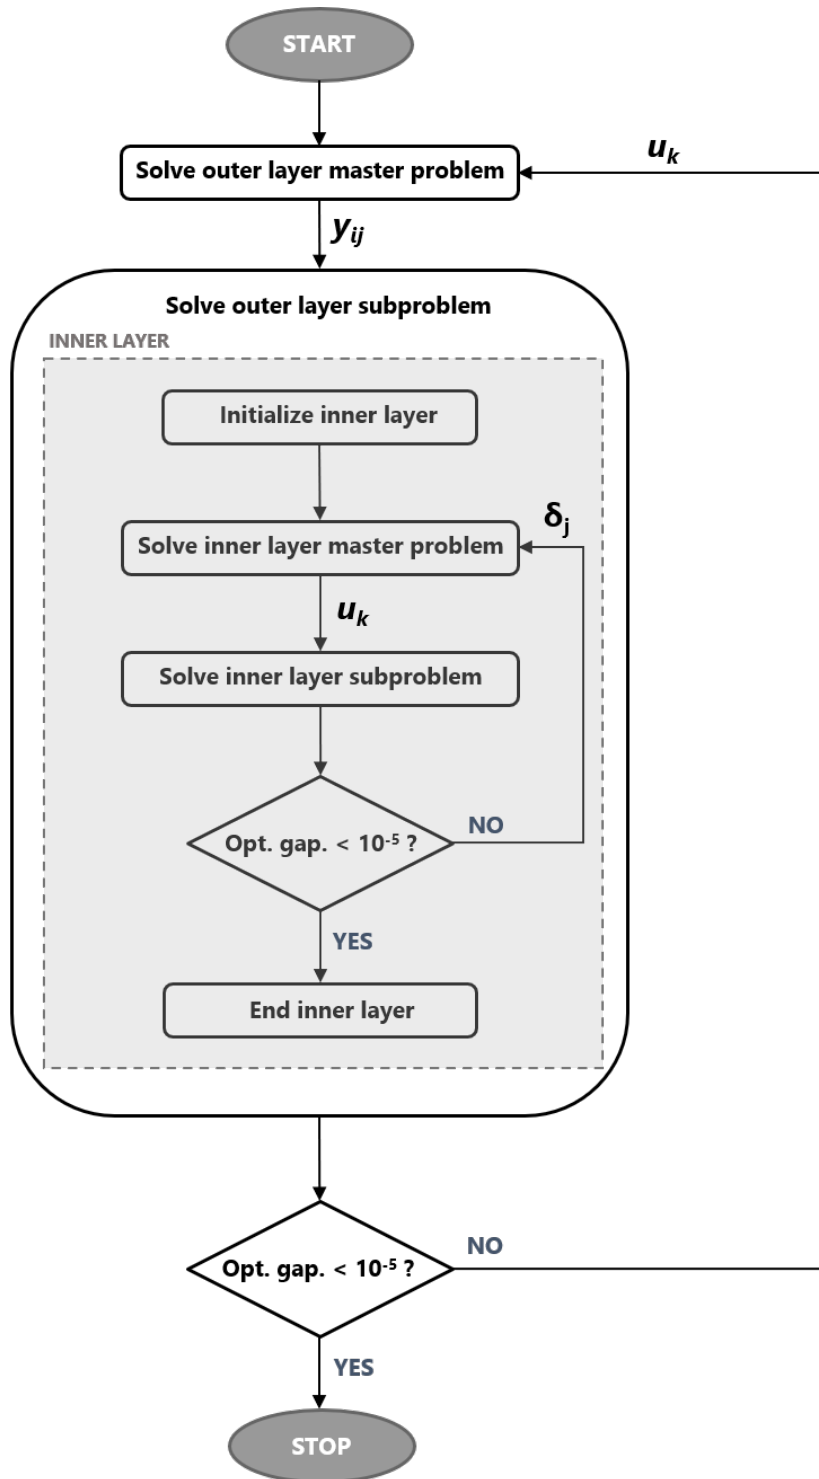 START
Solve outer layer master problem
u_k
y_ij
Solve outer layer subproblem
INNER LAYER
Initialize inner layer
δ_j
Solve inner layer master problem
u_k
Solve inner layer subproblem
Opt. gap. < 10⁻⁵ ?
NO
YES
End inner layer
Opt. gap. < 10⁻⁵ ?
NO
YES
STOP